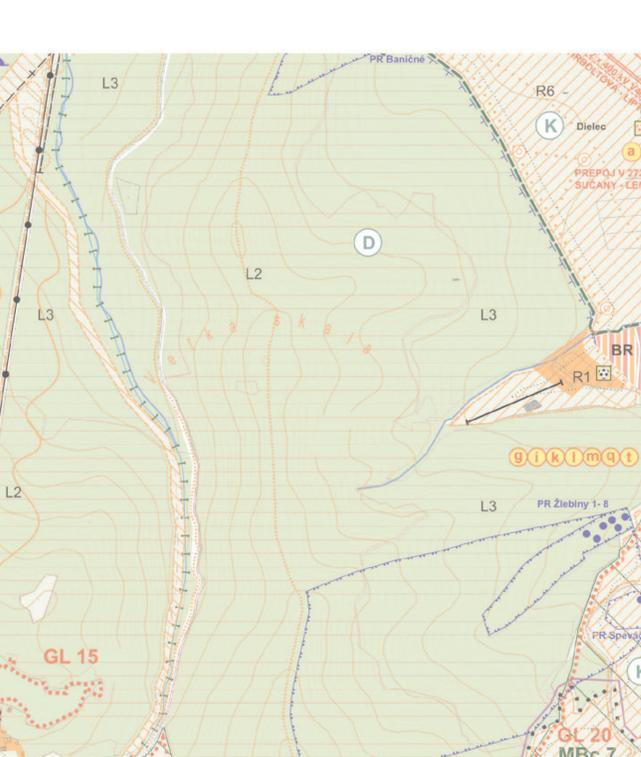 PR Baničné
L3
R6
K
Dielec
a
PREPOJ V 27
SUČANY - LE
D
L2
L3
L3
BR
R1
g i k l m q t
L2
L3
PR Žlebiny 1- 8
PR Speva
GL 15
GL 20
MBc 7